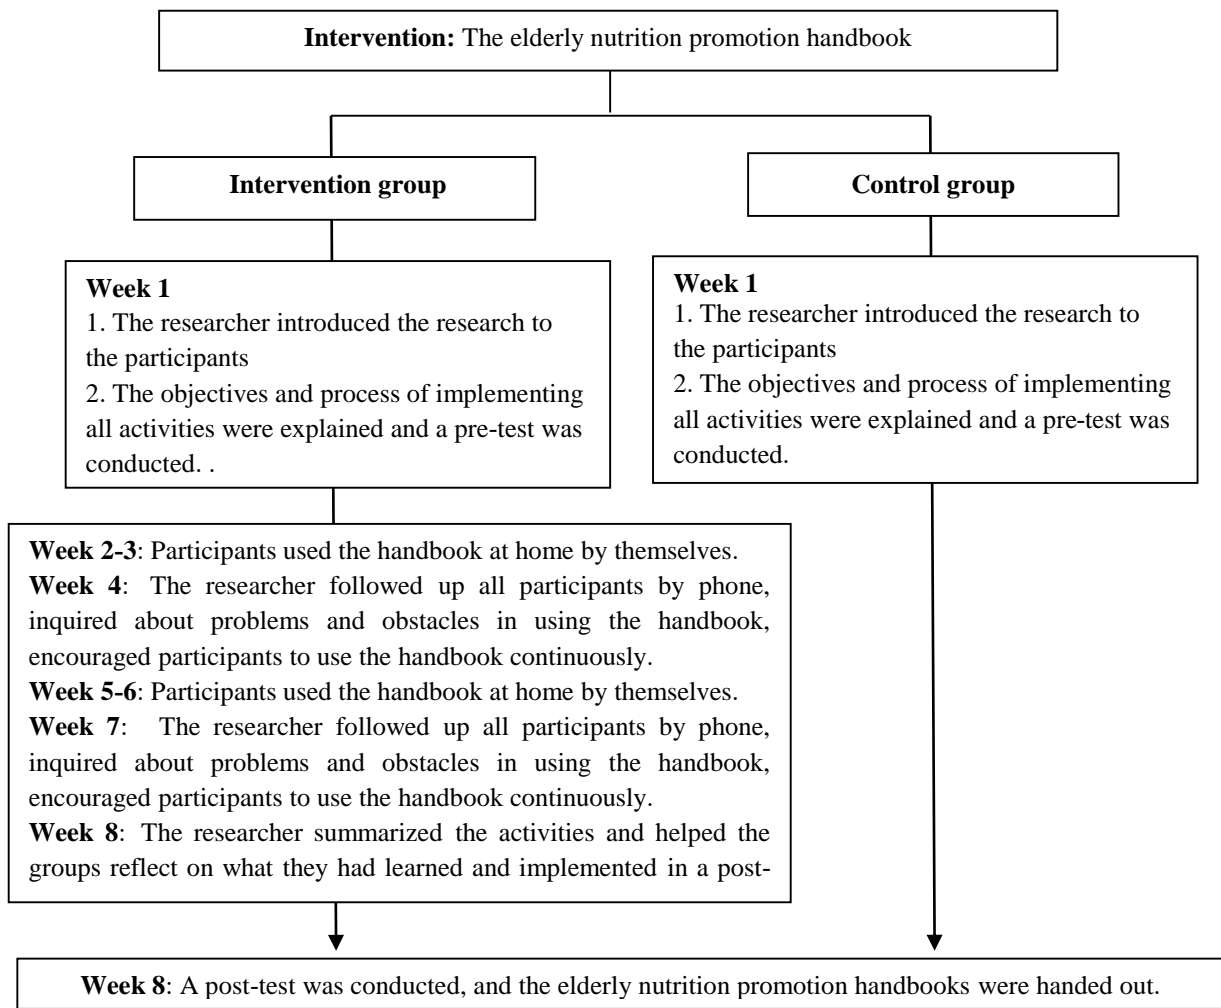 Intervention: The elderly nutrition promotion handbook
Intervention group
Control group
Week 1
1. The researcher introduced the research to
the participants
2. The objectives and process of implementing
all activities were explained and a pre-test was
conducted. .
Week 1
1. The researcher introduced the research to
the participants
2. The objectives and process of implementing
all activities were explained and a pre-test was
conducted.
Week 2-3: Participants used the handbook at home by themselves.
Week 4: The researcher followed up all participants by phone,
inquired about problems and obstacles in using the handbook,
encouraged participants to use the handbook continuously.
Week 5-6: Participants used the handbook at home by themselves.
Week 7: The researcher followed up all participants by phone,
inquired about problems and obstacles in using the handbook,
encouraged participants to use the handbook continuously.
Week 8: The researcher summarized the activities and helped the
groups reflect on what they had learned and implemented in a post-
Week 8: A post-test was conducted, and the elderly nutrition promotion handbooks were handed out.